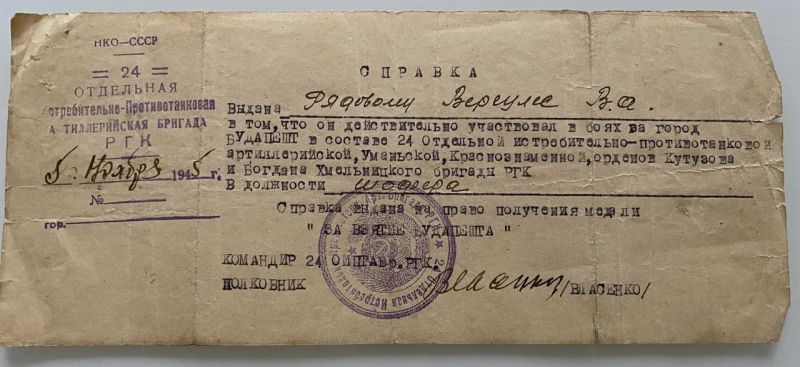 НКО—СССР
= 24 =
ОТДЕЛЬНАЯ
стребительно-Противотанковая
А ТИЛЛЕРИЙСКАЯ БРИГАДА
РГК
5 Ноября 1945 г.
№
гор.
СПРАВКА
Выдана Рядовому Вергулес В.А.
в том, что он действительно участвовал в боях за город
БУДАПЕШТ в составе 24 Отдельной истребительно-противотанковой
артиллерийской, Уманьской, Краснознаменной, орденов Кутузова
и Богдана Хмельницкого бригады РГК
В должности шофера
Справка выдана на право получения медали
" ЗА ВЗЯТИЕ БУДАПЕШТА "
КОМАНДИР 24 ОИПТАБр. РГК.
ПОЛКОВНИК Власенко /ВЛАСЕНКО/